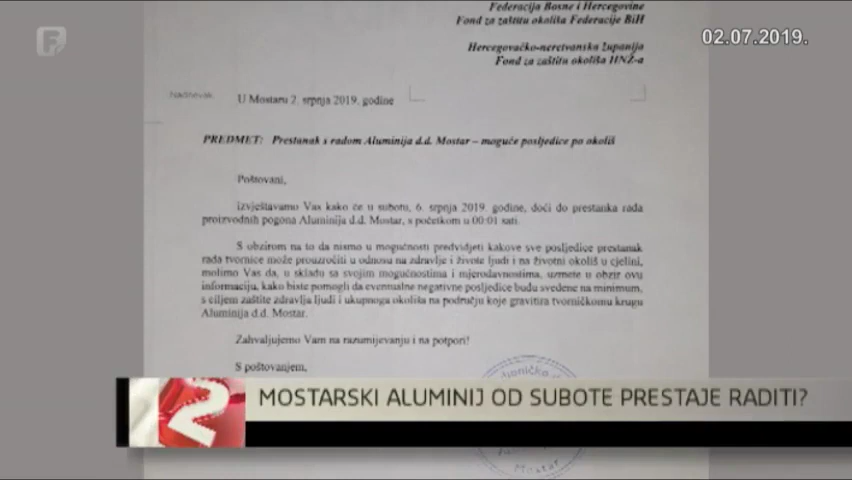 Federacija Bosne i Hercegovine
Fond za zaštitu okoliša Federacije BiH
02.07.2019.
Hercegovačko-neretvanska županija
Fond za zaštitu okoliša HNŽ-a
Nadnevak:
U Mostaru 2. srpnja 2019. godine
PREDMET: Prestanak s radom Aluminija d.d. Mostar – moguće posljedice po okoliš
Poštovani,
izvještavamo Vas kako će u subotu, 6. srpnja 2019. godine, doći do prestanka rada
proizvodnih pogona Aluminija d.d. Mostar, s početkom u 00:01 sati.
S obzirom na to da nismo u mogućnosti predvidjeti kakove sve posljedice prestanak
rada tvornice može prouzročiti u odnosu na zdravlje i živote ljudi i na životni okoliš u cjelini,
molimo Vas da, u skladu sa svojim mogućnostima i mjerodavnostima, uzmete u obzir ovu
informaciju, kako biste pomogli da eventualne negativne posljedice budu svedene na minimum,
s ciljem zaštite zdravlja ljudi i ukupnoga okoliša na području koje gravitira tvorničkomu krugu
Aluminija d.d. Mostar.
Zahvaljujemo Vam na razumijevanju i na potpori!
S poštovanjem,
2
MOSTARSKI ALUMINIJ OD SUBOTE PRESTAJE RADITI?
Mostar